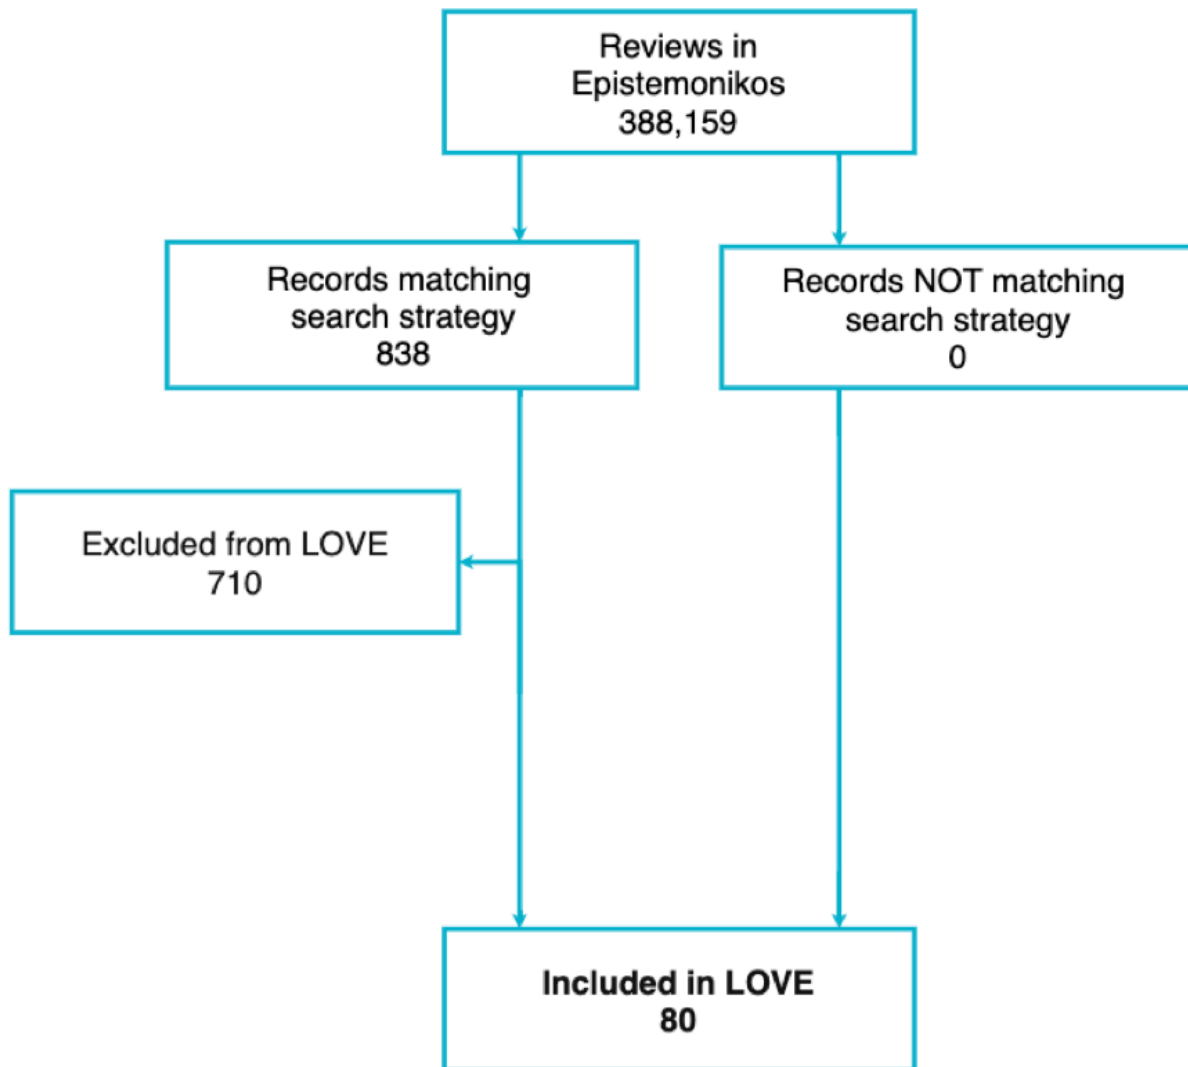 Reviews in
Epistemonikos
388,159
Records matching
search strategy
838
Records NOT matching
search strategy
0
Excluded from LOVE
710
Included in LOVE
80